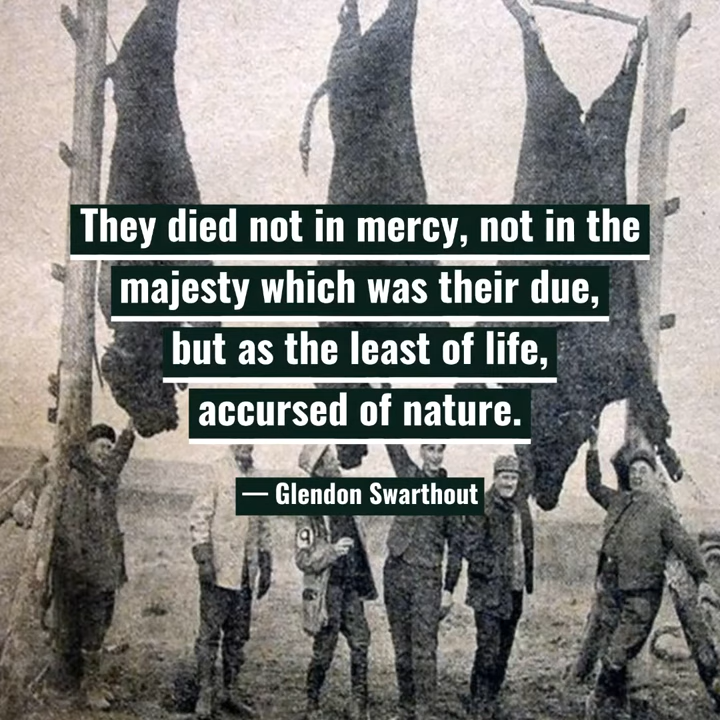 They died not in mercy, not in the
majesty which was their due,
but as the least of life,
accursed of nature.
— Glendon Swarthout
9